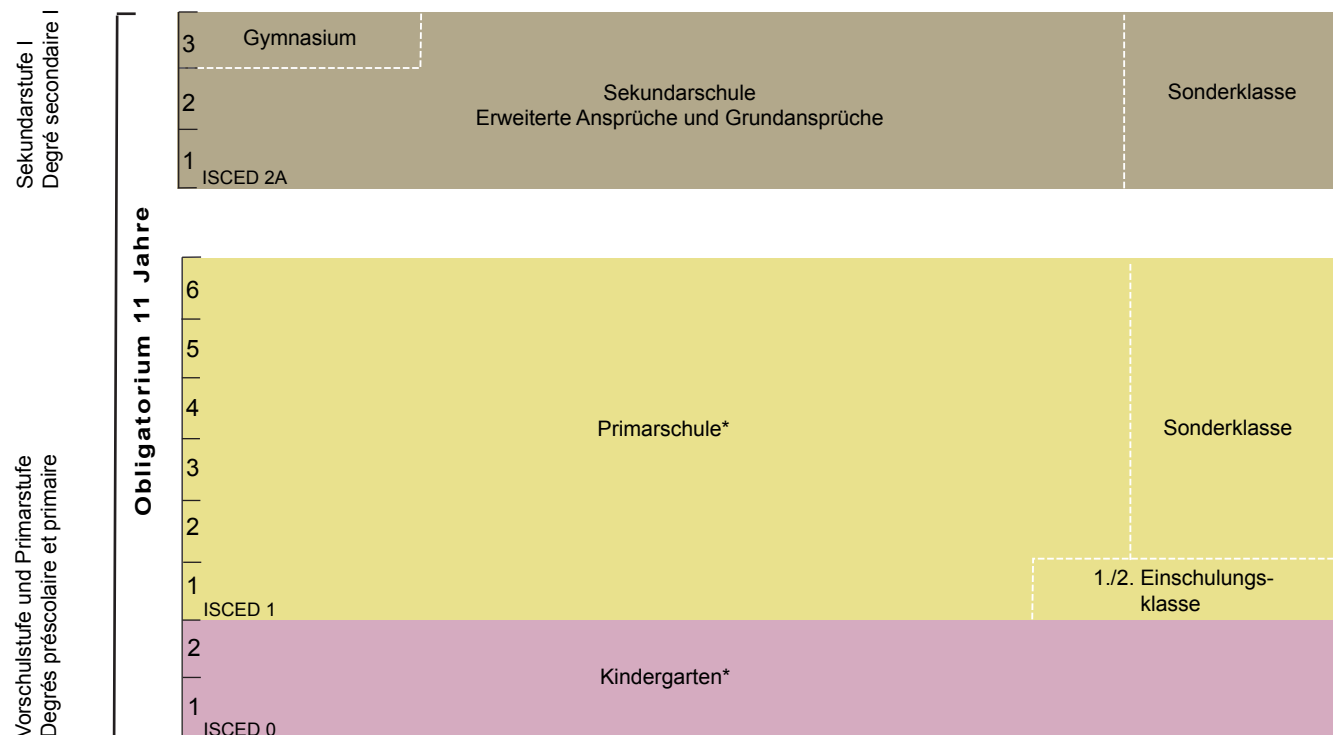 Sekundarstufe I
Degré secondaire I
3
Gymnasium
2
Sekundarschule
Erweiterte Ansprüche und Grundansprüche
Sonderklasse
1
ISCED 2A
Obligatorium 11 Jahre
Vorschulstufe und Primarstufe
Degrés préscolaire et primaire
6
5
4
Primarschule*
Sonderklasse
3
2
1
1./2. Einschulungs-
klasse
ISCED 1
2
Kindergarten*
1
ISCED 0